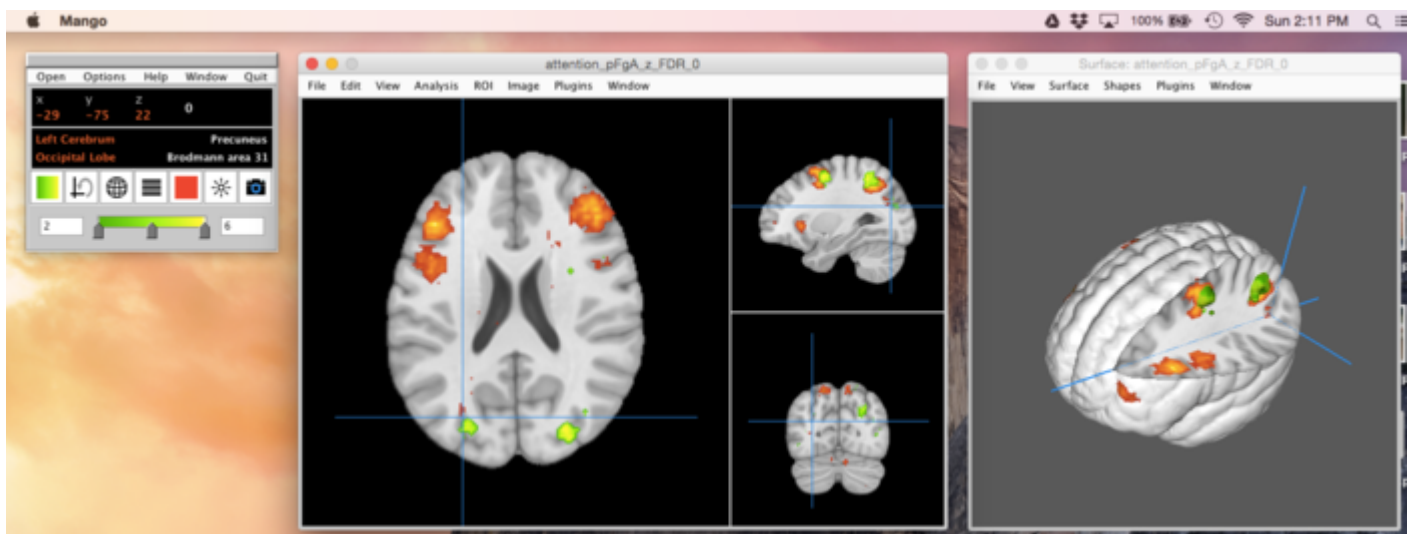 Mango 100% Sun 2:11 PM
Open Options Help Window Quit
x y z
-29 -75 22 0
Left Cerebrum Precuneus
Occipital Lobe Brodmann area 31
2 6
attention_pFgA_z_FDR_0
File Edit View Analysis ROI Image Plugins Window
Surface: attention_pFgA_z_FDR_0
File View Surface Shapes Plugins Window